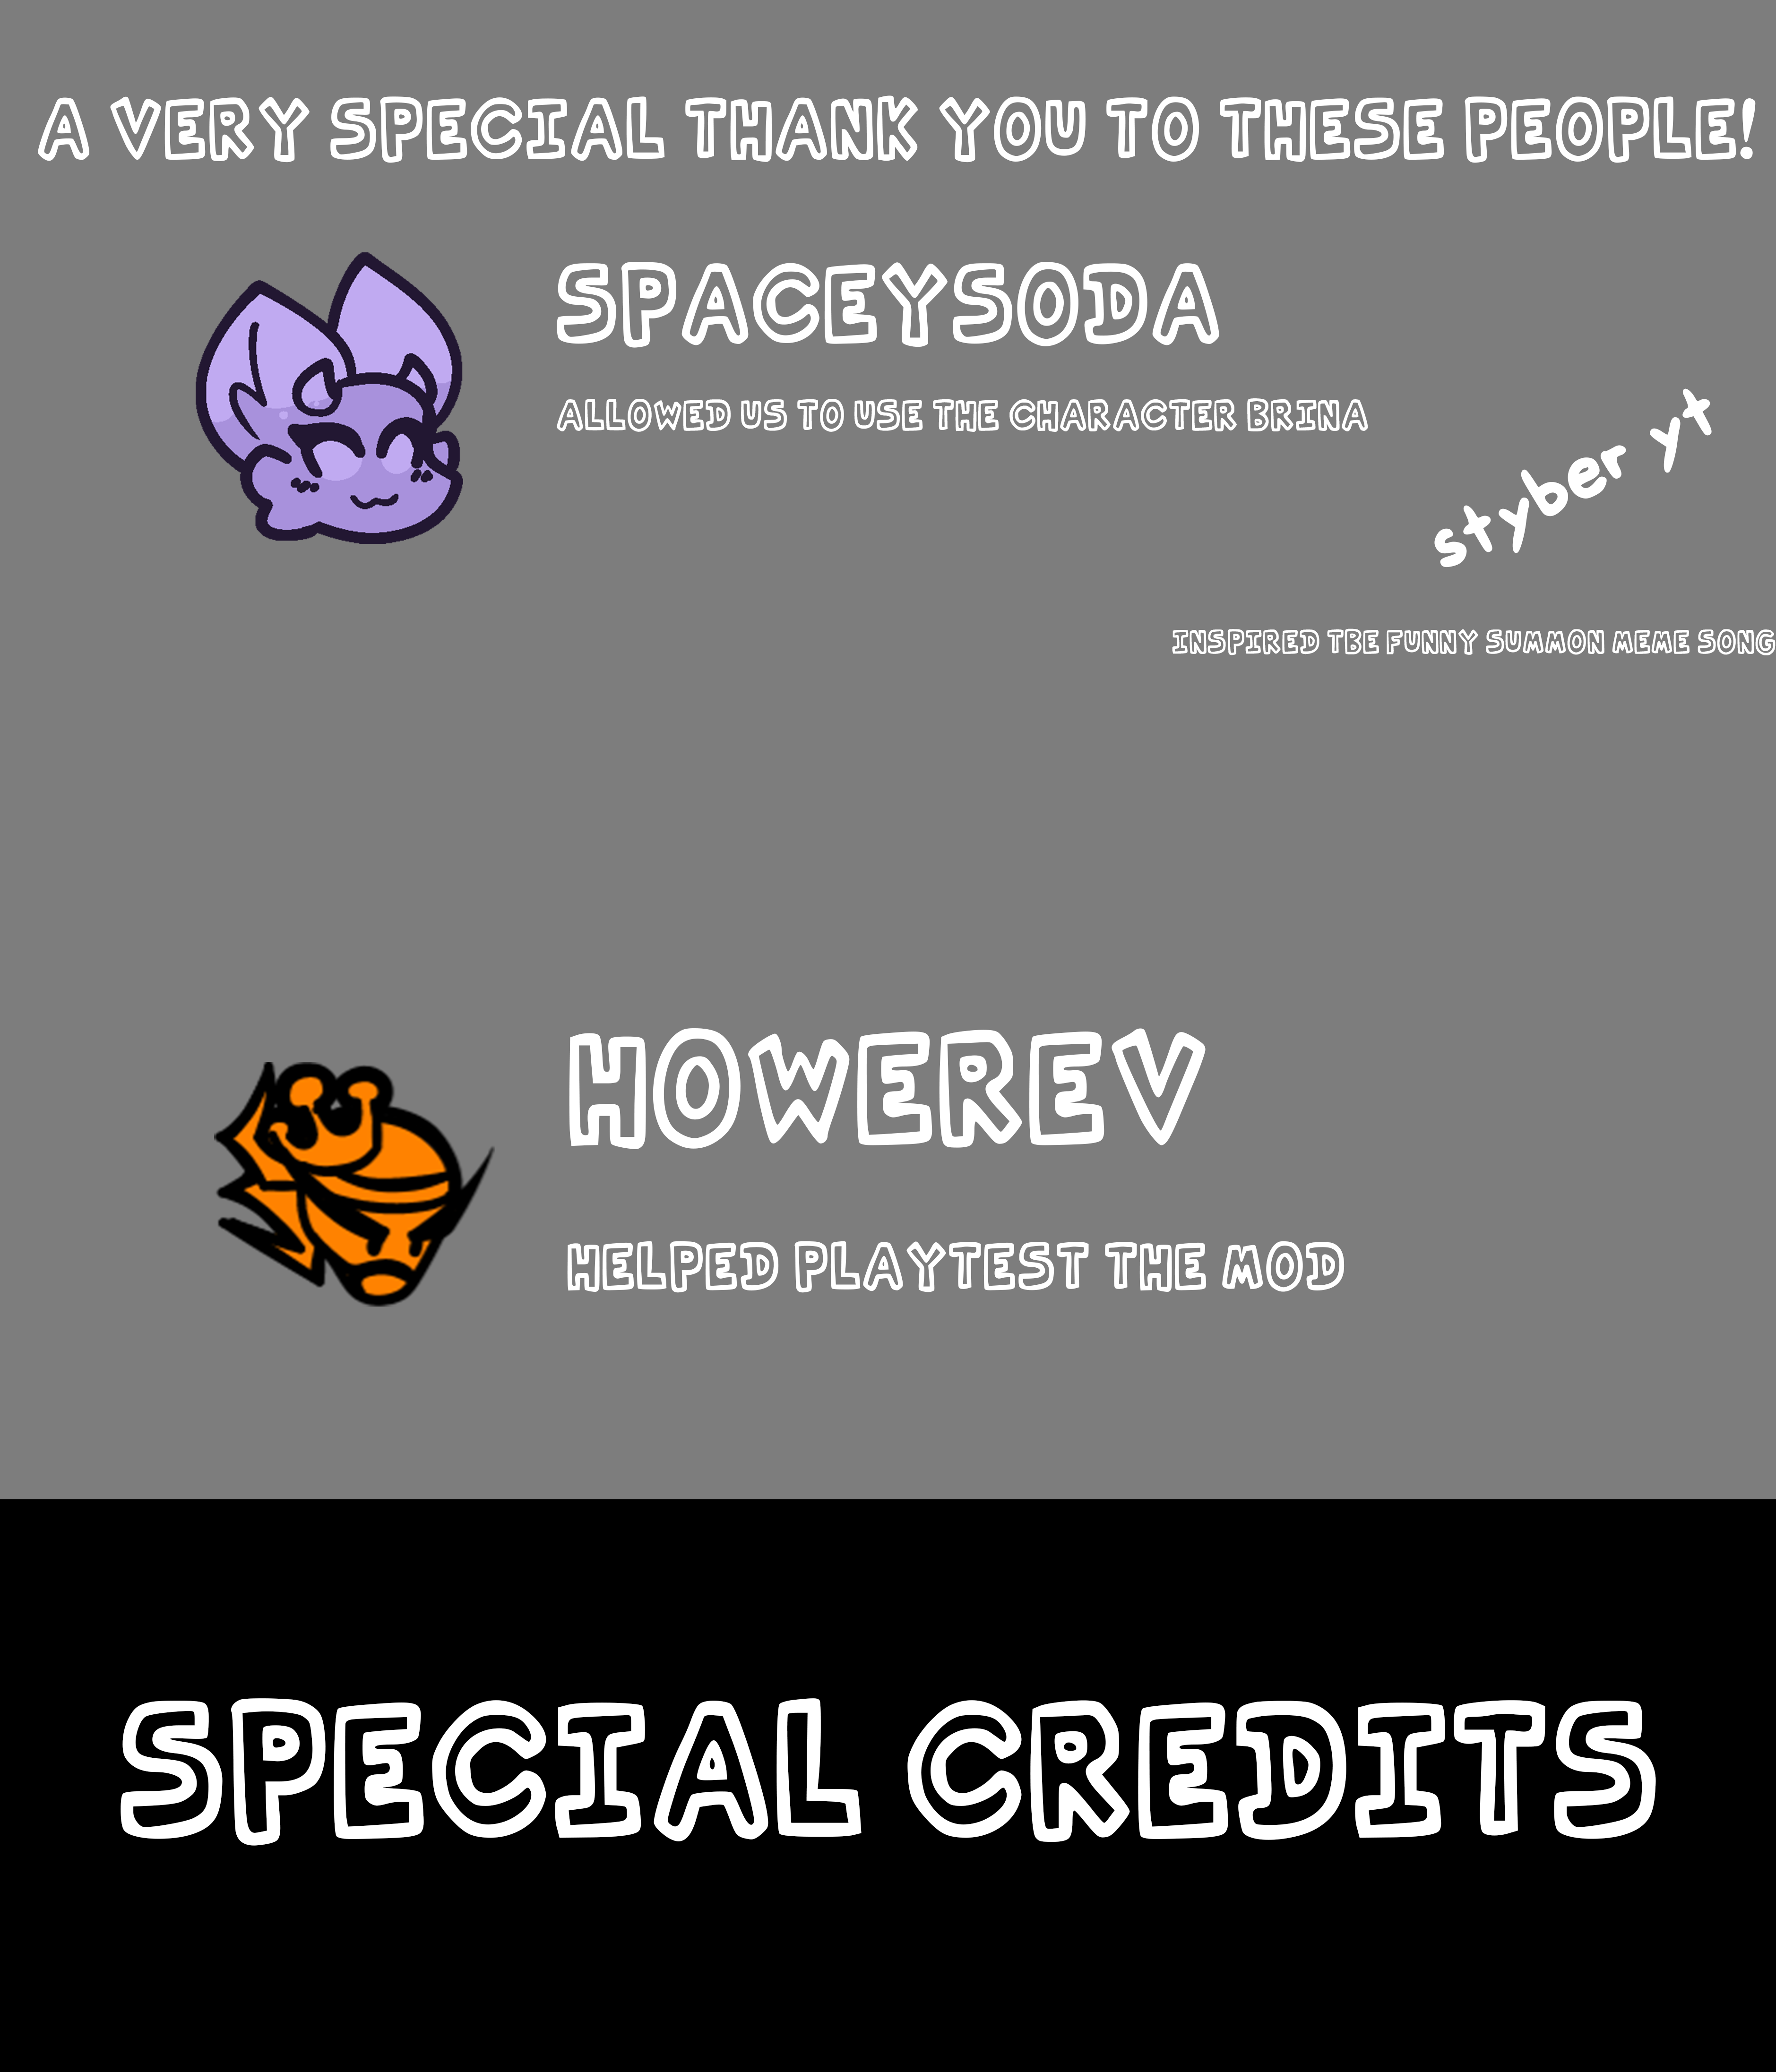 A VERY SPECIAL THANK YOU TO THESE PEOPLE!
SPACEYSODA
ALLOWED US TO USE THE CHARACTER BRINA
styber yt
INSPIRED TBE FUNNY SUMMON MEME SONG
HOWEREV
HELPED PLAYTEST THE MOD
SPECIAL CREDITS